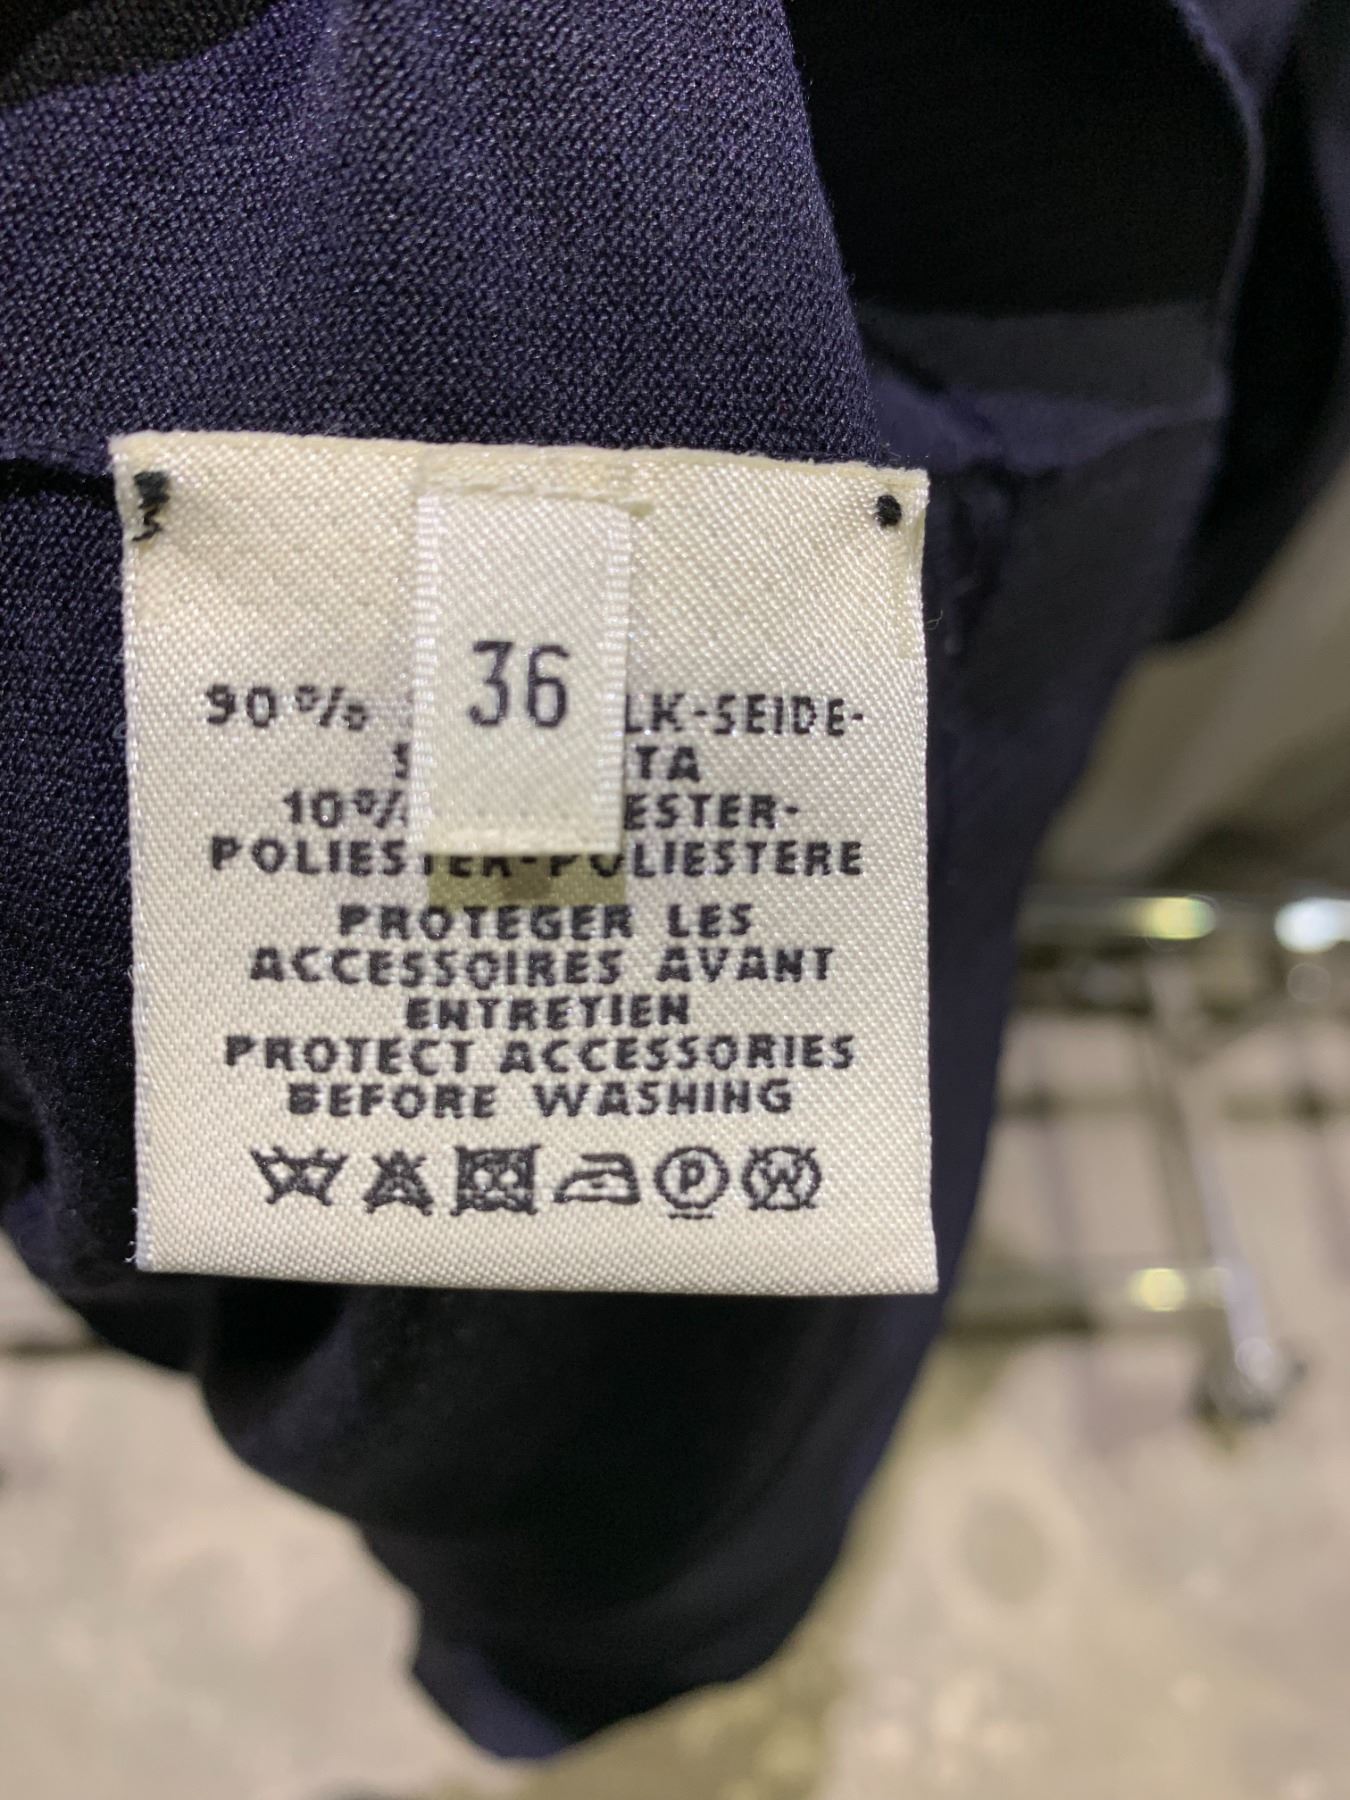 36
90%
LK-SEIDE-
TA
10%
ESTER-
POLIESTER-POLIESTERE
PROTEGER LES
ACCESSOIRES AVANT
ENTRETIEN
PROTECT ACCESSORIES
BEFORE WASHING
P W